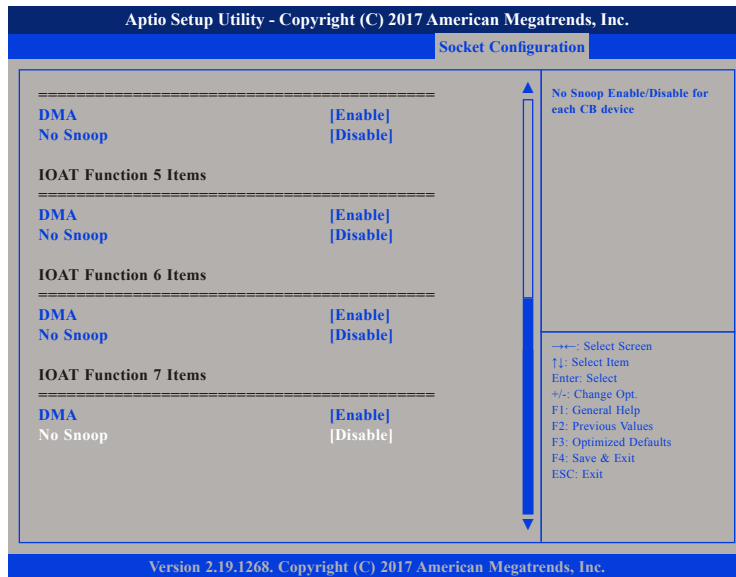 Aptio Setup Utility - Copyright (C) 2017 American Megatrends, Inc.
Socket Configuration
==========================================
DMA [Enable]
No Snoop [Disable]
IOAT Function 5 Items
==========================================
DMA [Enable]
No Snoop [Disable]
IOAT Function 6 Items
==========================================
DMA [Enable]
No Snoop [Disable]
IOAT Function 7 Items
==========================================
DMA [Enable]
No Snoop [Disable]
No Snoop Enable/Disable for
each CB device
→←: Select Screen
↑↓: Select Item
Enter: Select
+/-: Change Opt.
F1: General Help
F2: Previous Values
F3: Optimized Defaults
F4: Save & Exit
ESC: Exit
Version 2.19.1268. Copyright (C) 2017 American Megatrends, Inc.